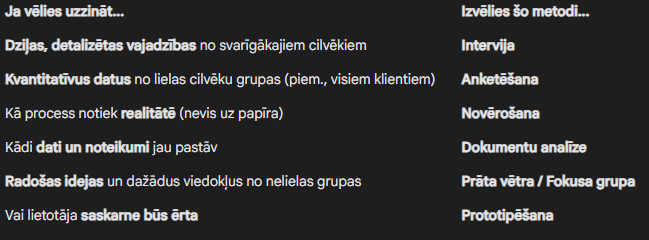 Ja vēlies uzzināt... Izvēlies šo metodi...
Dziļas, detalizētas vajadzības no svarīgākajiem cilvēkiem Intervija
Kvantitatīvus datus no lielas cilvēku grupas (piem., visiem klientiem) Anketēšana
Kā process notiek realitātē (nevis uz papīra) Novērošana
Kādi dati un noteikumi jau pastāv Dokumentu analīze
Radošas idejas un dažādus viedokļus no nelielas grupas Prāta vētra / Fokusa grupa
Vai lietotāja saskarne būs ērta Prototipēšana